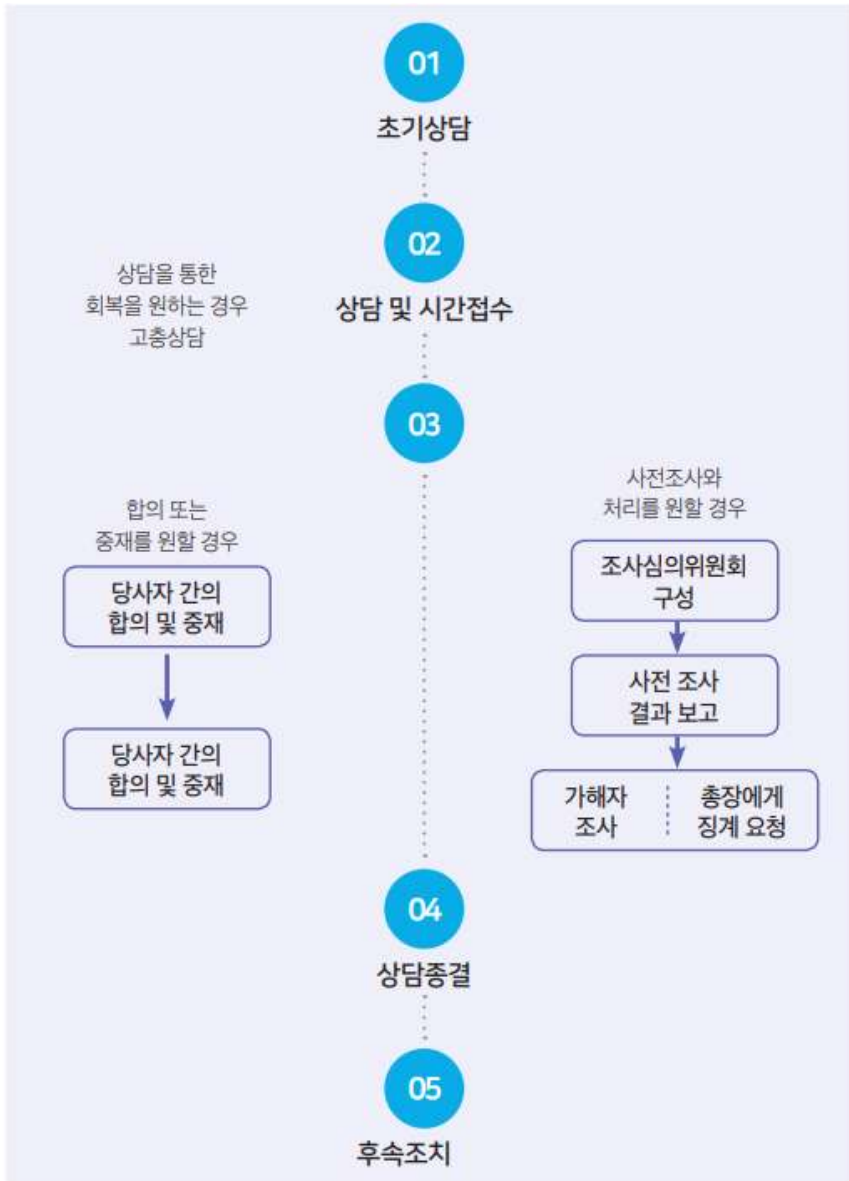 01
초기상담
02
상담 및 시간접수
상담을 통한
회복을 원하는 경우
고충상담
03
합의 또는
중재를 원할 경우
당사자 간의
합의 및 중재
당사자 간의
합의 및 중재
사전조사와
처리를 원할 경우
조사심의위원회
구성
사전 조사
결과 보고
가해자
조사
총장에게
징계 요청
04
상담종결
05
후속조치